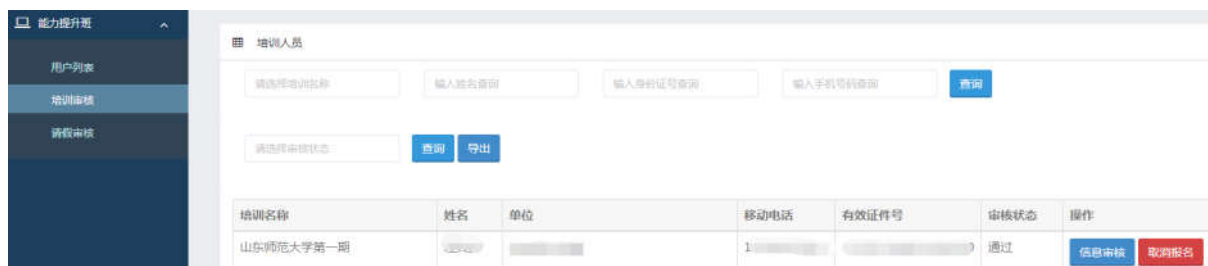 能力提升班
用户列表
培训审核
请假审核
培训人员
请选择培训名称 输入姓名查询 输入身份证号查询 输入手机号码查询 查询
请选择审核状态 查询 导出
培训名称 姓名 单位 移动电话 有效证件号 审核状态 操作
山东师范大学第一期 1 通过 信息审核 取消报名